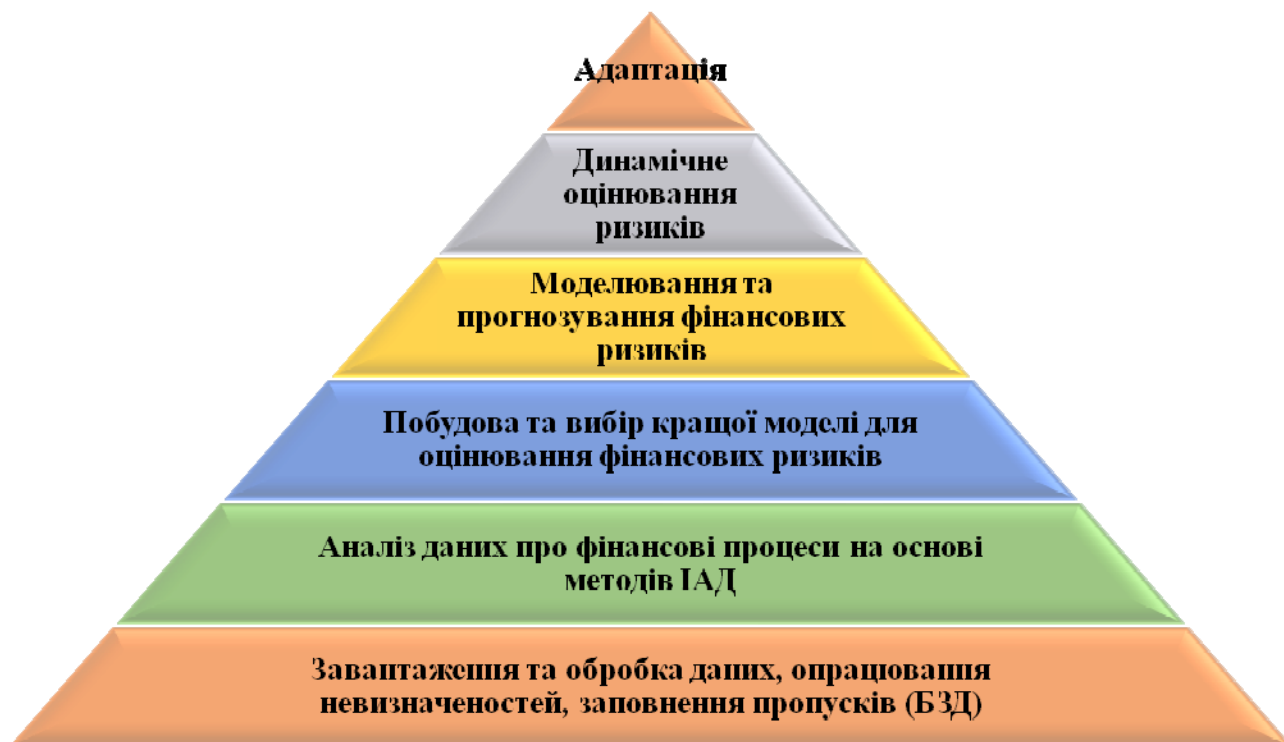 Адаптація
Динамічне
оцінювання
ризиків
Моделювання та
прогнозування фінансових
ризиків
Побудова та вибір кращої моделі для
оцінювання фінансових ризиків
Аналіз даних про фінансові процеси на основі
методів ІАД
Завантаження та обробка даних, опрацювання
невизначеностей, заповнення пропусків (БЗД)